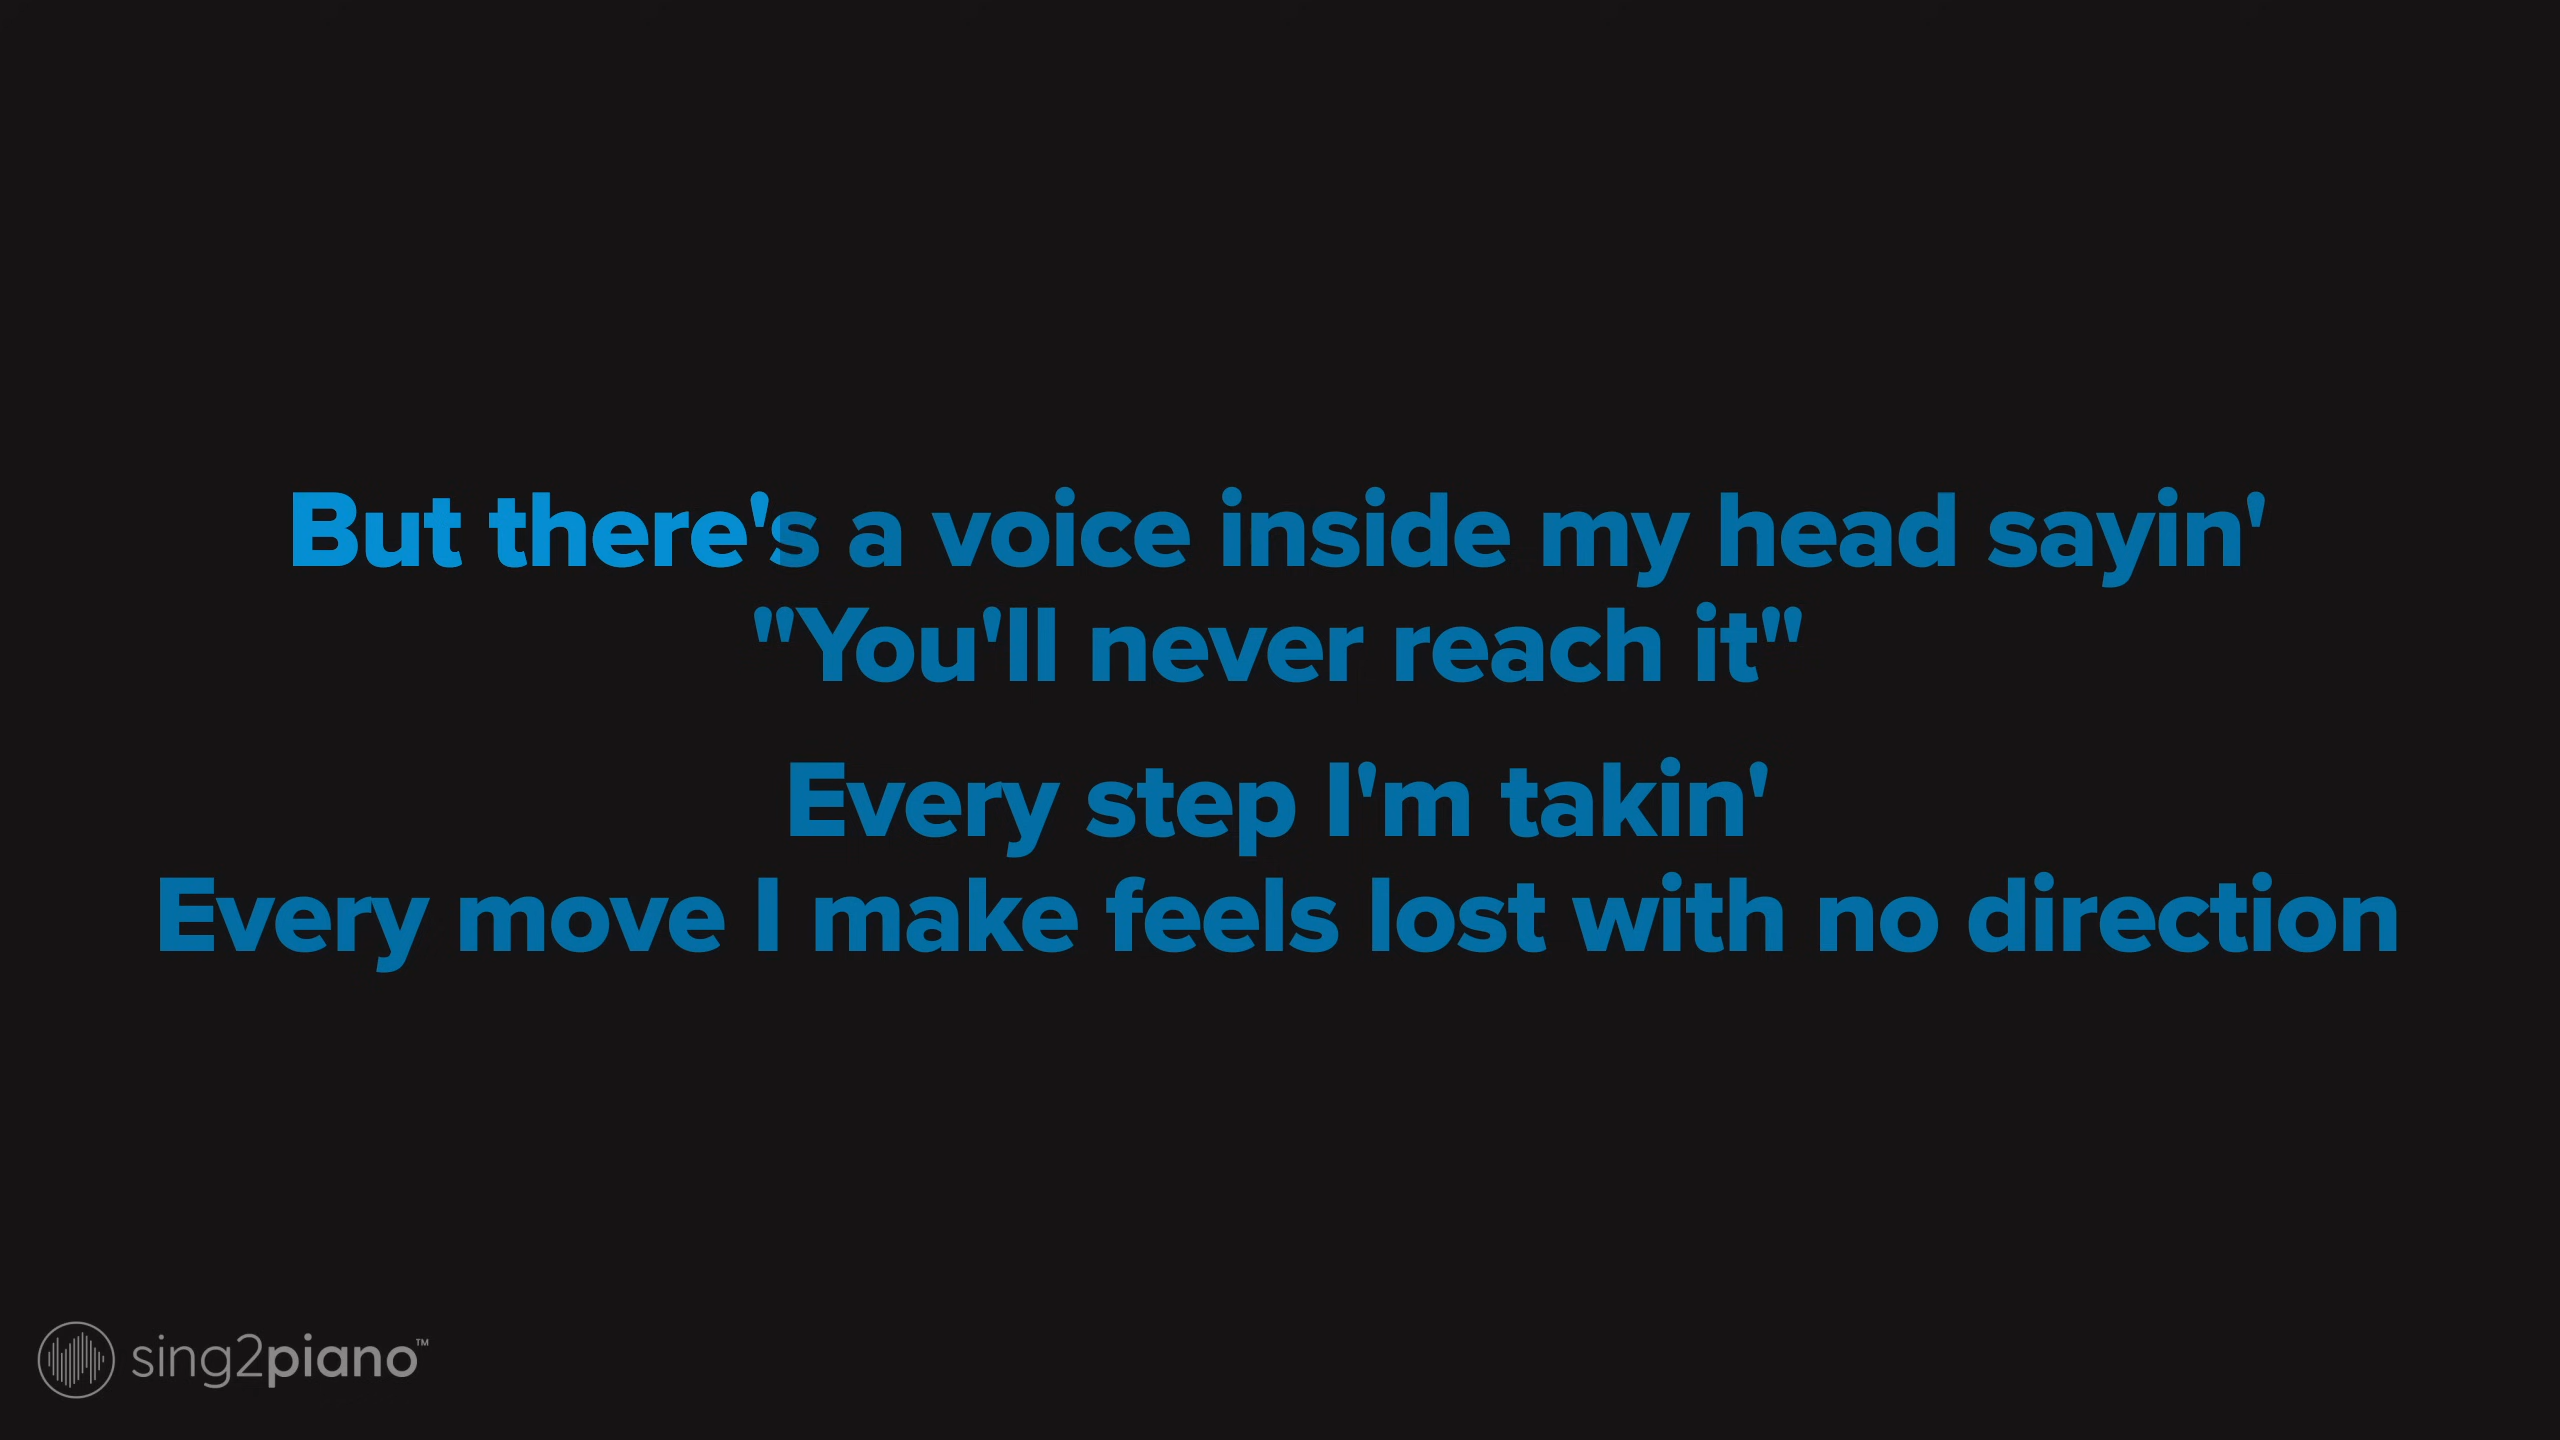 But there's a voice inside my head sayin'
"You'll never reach it"
Every step I'm takin'
Every move I make feels lost with no direction
sing2piano™